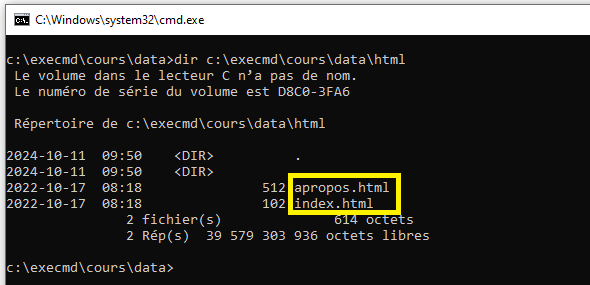 C:\Windows\system32\cmd.exe
c:\execmd\cours\data>dir c:\execmd\cours\data\html
Le volume dans le lecteur C n’a pas de nom.
Le numéro de série du volume est D8C0-3FA6
Répertoire de c:\execmd\cours\data\html
2024-10-11  09:50    <DIR>          .
2024-10-11  09:50    <DIR>
2022-10-17  08:18               512 apropos.html
2022-10-17  08:18               102 index.html
2 fichier(s)              614 octets
2 Rép(s)  39 579 303 936 octets libres
c:\execmd\cours\data>